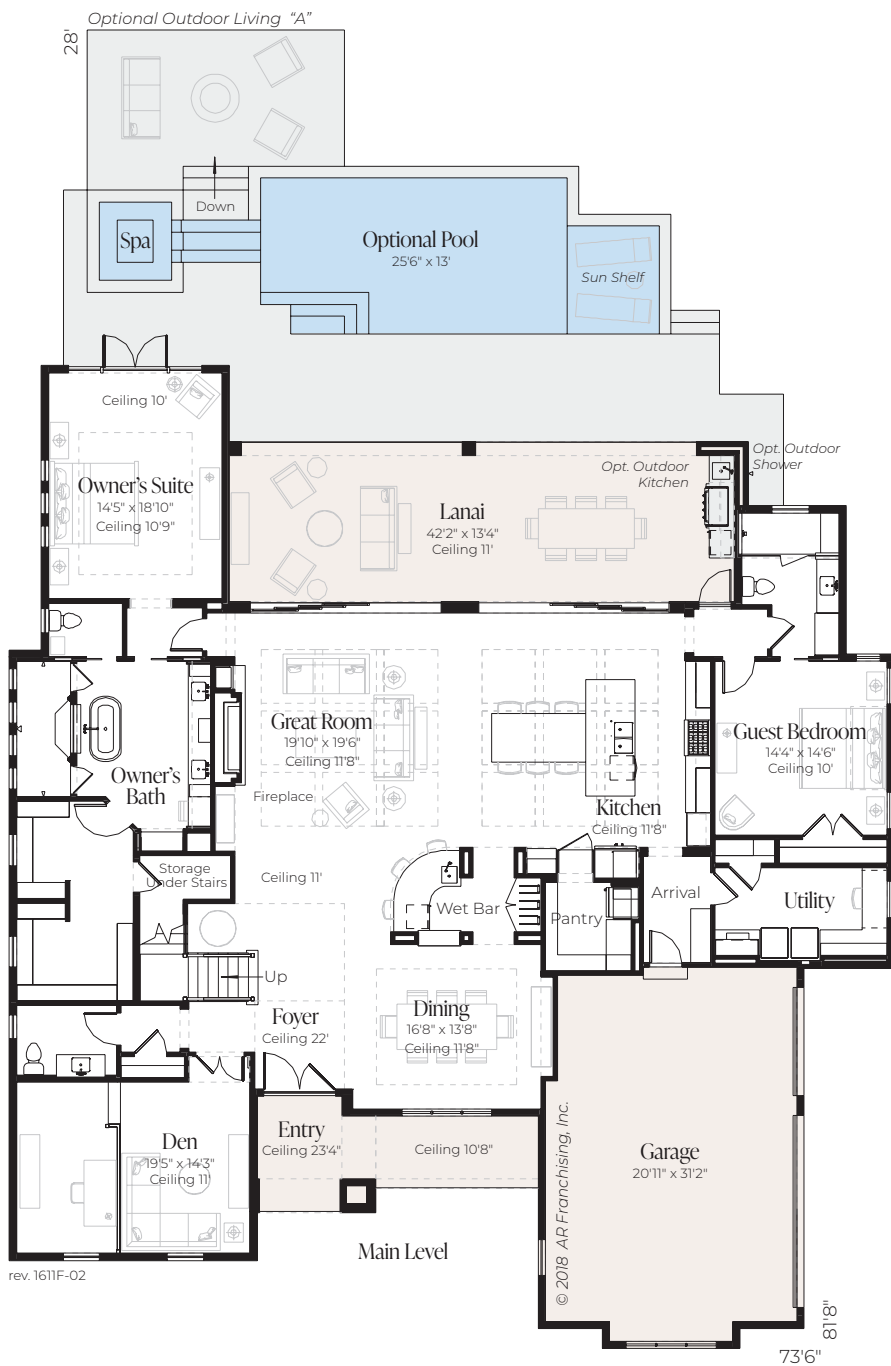 Optional Outdoor Living “A”
28'
Down
Spa
Optional Pool
25'6" x 13'
Sun Shelf
Ceiling 10'
Owner's Suite
14'5" x 18'10"
Ceiling 10'9"
Opt. Outdoor
Kitchen
Opt. Outdoor
Shower
Lanai
42'2" x 13'4"
Ceiling 11'
Great Room
19'10" x 19'6"
Ceiling 11'8"
Fireplace
Owner's
Bath
Guest Bedroom
14'4" x 14'6"
Ceiling 10'
Kitchen
Ceiling 11'8"
Storage
Under Stairs
Ceiling 11'
Wet Bar
Pantry
Arrival
Utility
Up
Foyer
Ceiling 22'
Dining
16'8" x 13'8"
Ceiling 11'8"
Entry
Ceiling 23'4"
Ceiling 10'8"
Den
19'5" x 14'3"
Ceiling 11'
Garage
20'11" x 31'2"
© 2018 AR Franchising, Inc.
Main Level
rev. 1611F-02
81'8"
73'6"